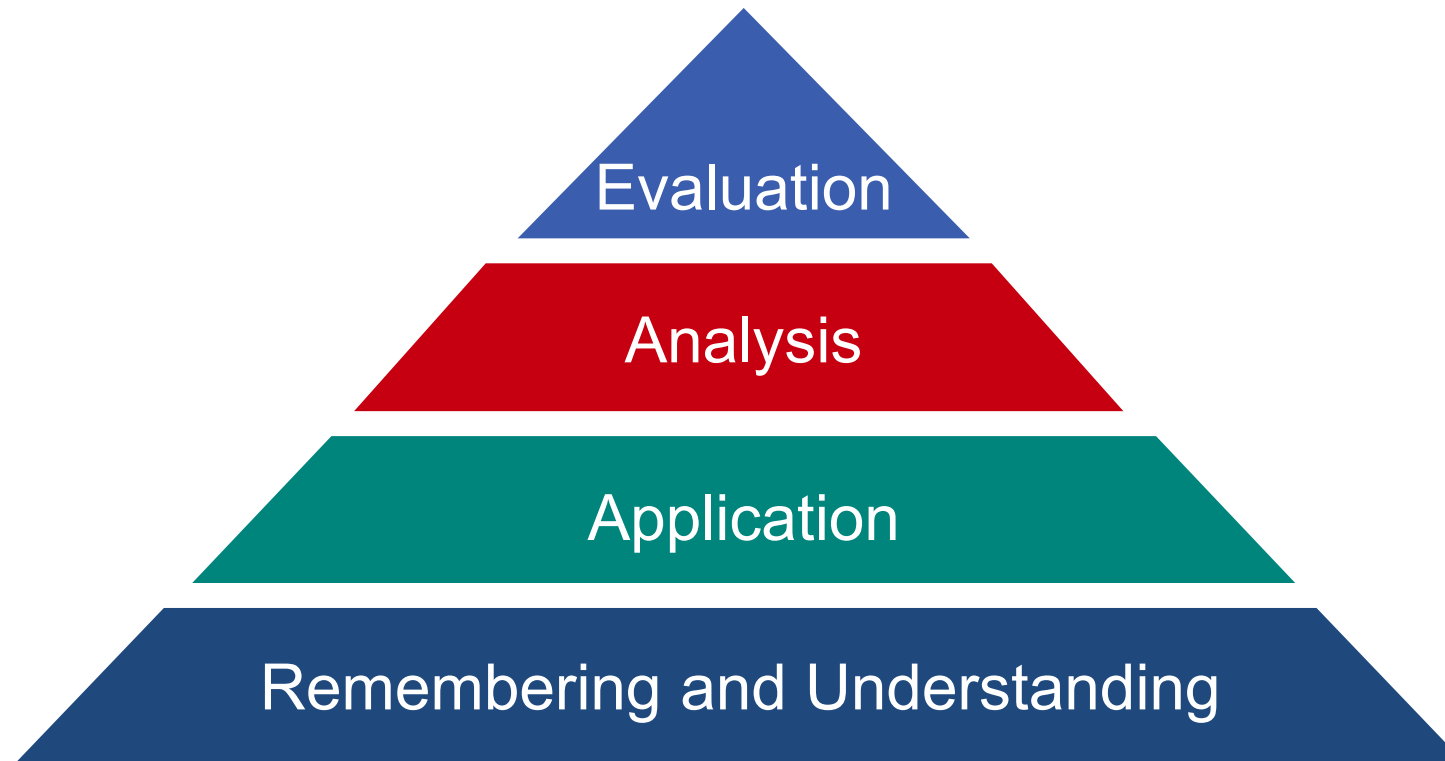 Evaluation
Analysis
Application
Remembering and Understanding